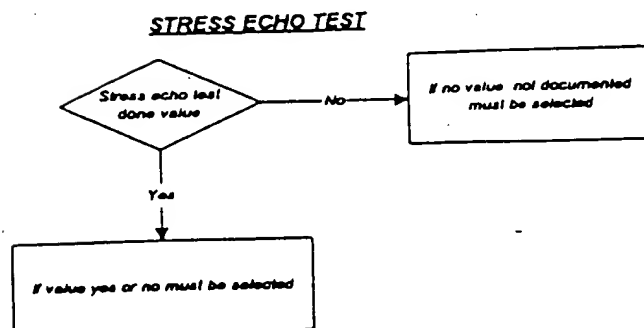 STRESS ECHO TEST
Stress echo test
done value
No
If no value not documented
must be selected
Yes
If value yes or no must be selected